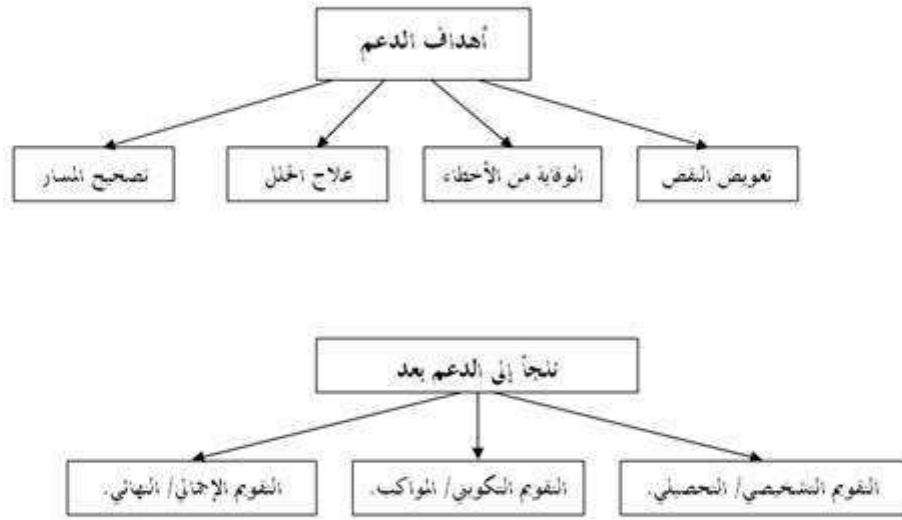 أهداف الدعم
تعويض النقص
الوقاية من الأخطاء
علاج الخلل
تصحيح المسار
نلجأ إلى الدعم بعد
التقويم التشخيصي/ التحصيلي.
التقويم التكويني/ المواكب.
التقويم الإجمالي/ النهائي.